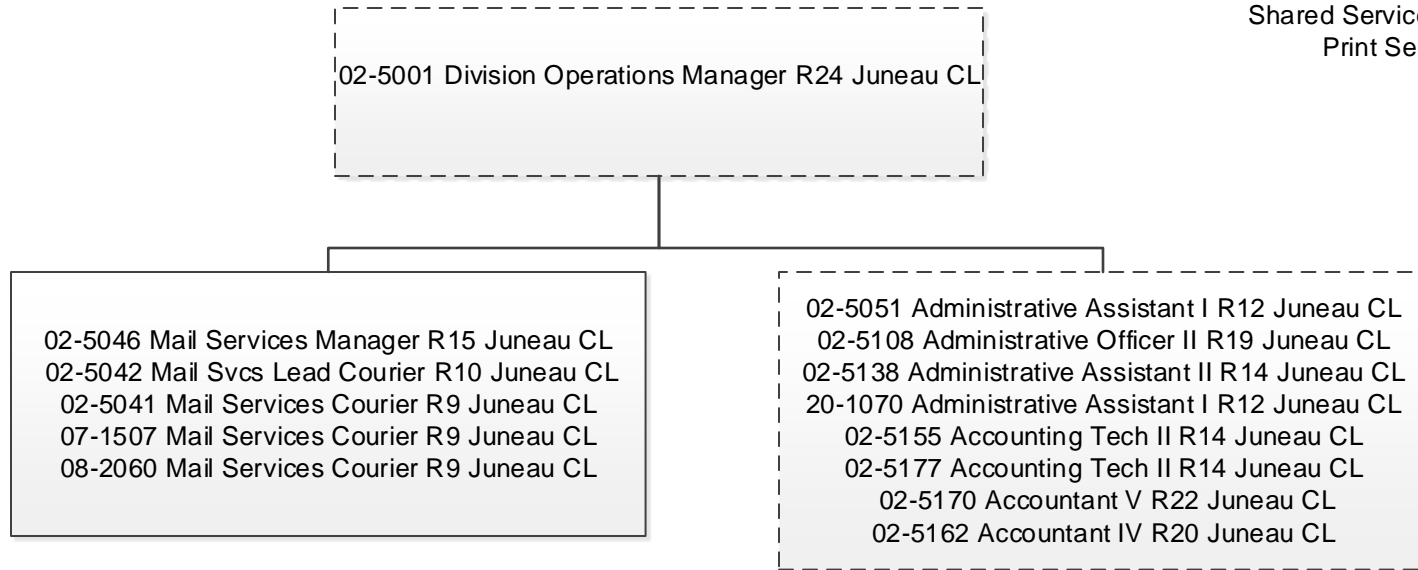 Shared
Print
02-5001 Division Operations Manager R24 Juneau CL
02-5046 Mail Services Manager R15 Juneau CL
02-5042 Mail Svcs Lead Courier R10 Juneau CL
02-5041 Mail Services Courier R9 Juneau CL
07-1507 Mail Services Courier R9 Juneau CL
08-2060 Mail Services Courier R9 Juneau CL
02-5051 Administrative Assistant I R12 Juneau CL
02-5108 Administrative Officer II R19 Juneau CL
02-5138 Administrative Assistant II R14 Juneau CL
20-1070 Administrative Assistant I R12 Juneau CL
02-5155 Accounting Tech II R14 Juneau CL
02-5177 Accounting Tech II R14 Juneau CL
02-5170 Accountant V R22 Juneau CL
02-5162 Accountant IV R20 Juneau CL